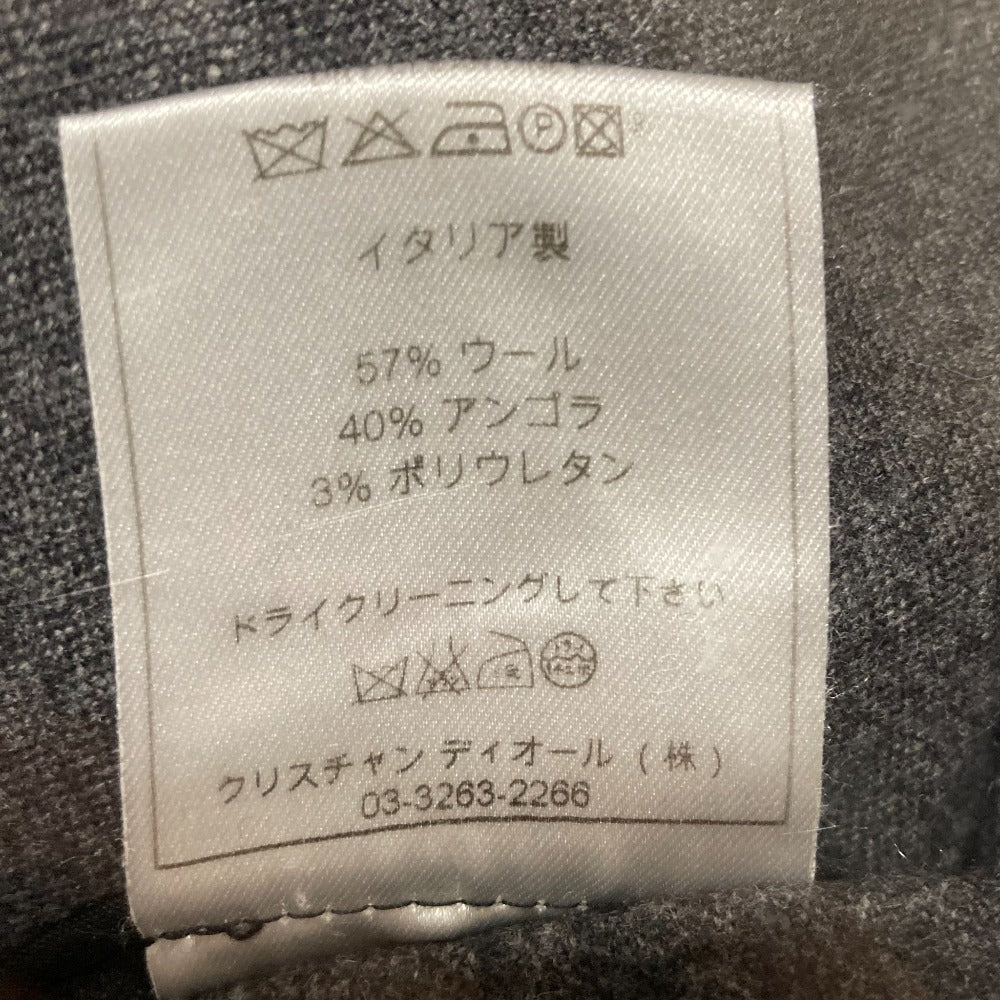 P
イタリア製
57% ウール
40% アンゴラ
3% ポリウレタン
ドライクリーニングして下さい
クリスチャン ディオール (株)
03-3263-2266